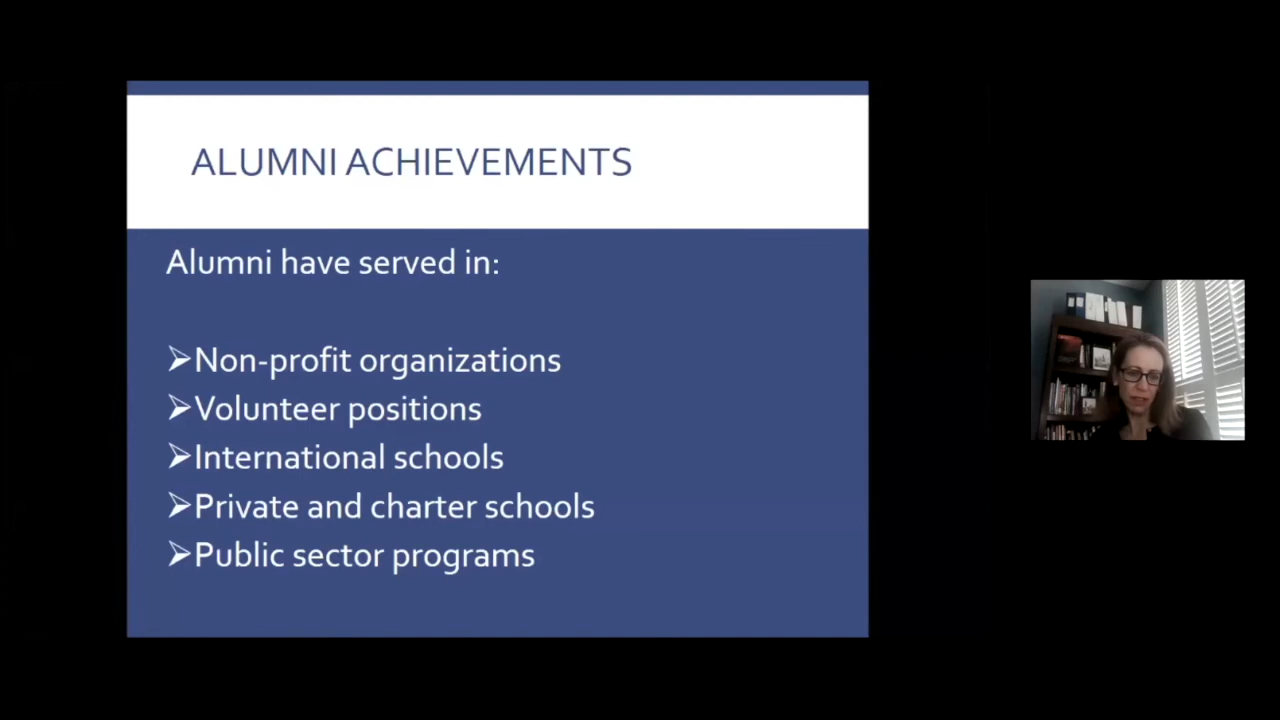 ALUMNI ACHIEVEMENTS
Alumni have served in:
➢Non-profit organizations
➢Volunteer positions
➢International schools
➢Private and charter schools
➢Public sector programs